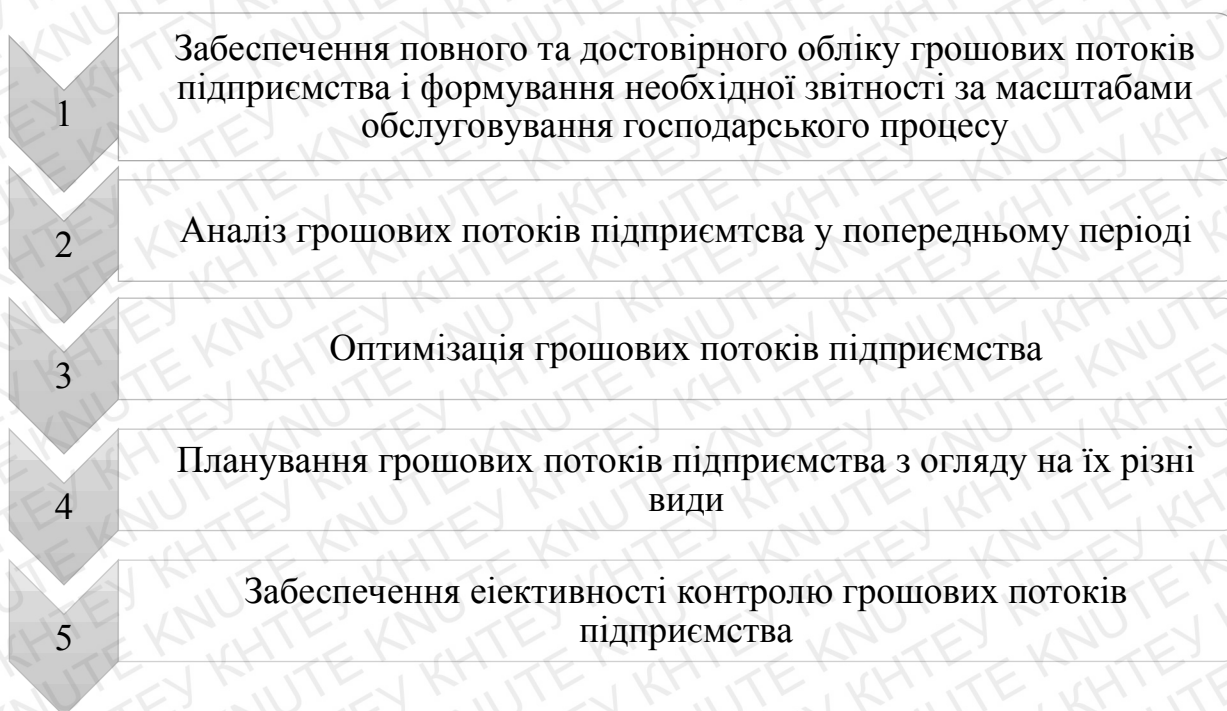 1
Забеспечення повного та достовірного обліку грошових потоків
підприємства і формування необхідної звітності за масштабами
обслуговування господарського процесу
2
Аналіз грошових потоків підприємтсва у попередньому періоді
3
Оптимізація грошових потоків підприємства
4
Планування грошових потоків підприємства з огляду на їх різні
види
5
Забеспечення еіективності контролю грошових потоків
підприємства